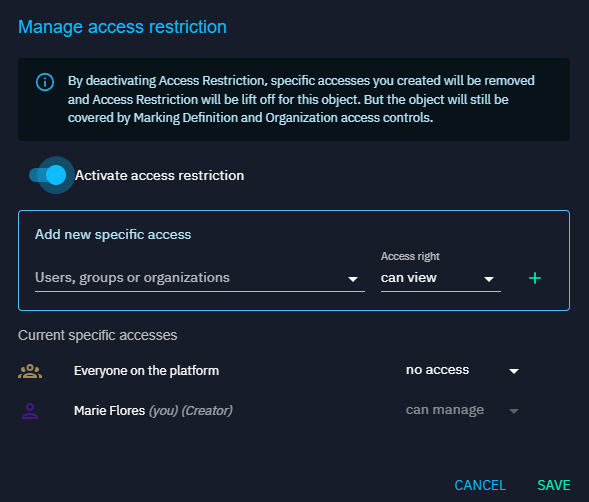 Manage access restriction
By deactivating Access Restriction, specific accesses you created will be removed
and Access Restriction will be lift off for this object. But the object will still be
covered by Marking Definition and Organization access controls.
Activate access restriction
Add new specific access
Access right
Users, groups or organizations
can view
+
Current specific accesses
Everyone on the platform
no access
Marie Flores (you) (Creator)
can manage
CANCEL
SAVE